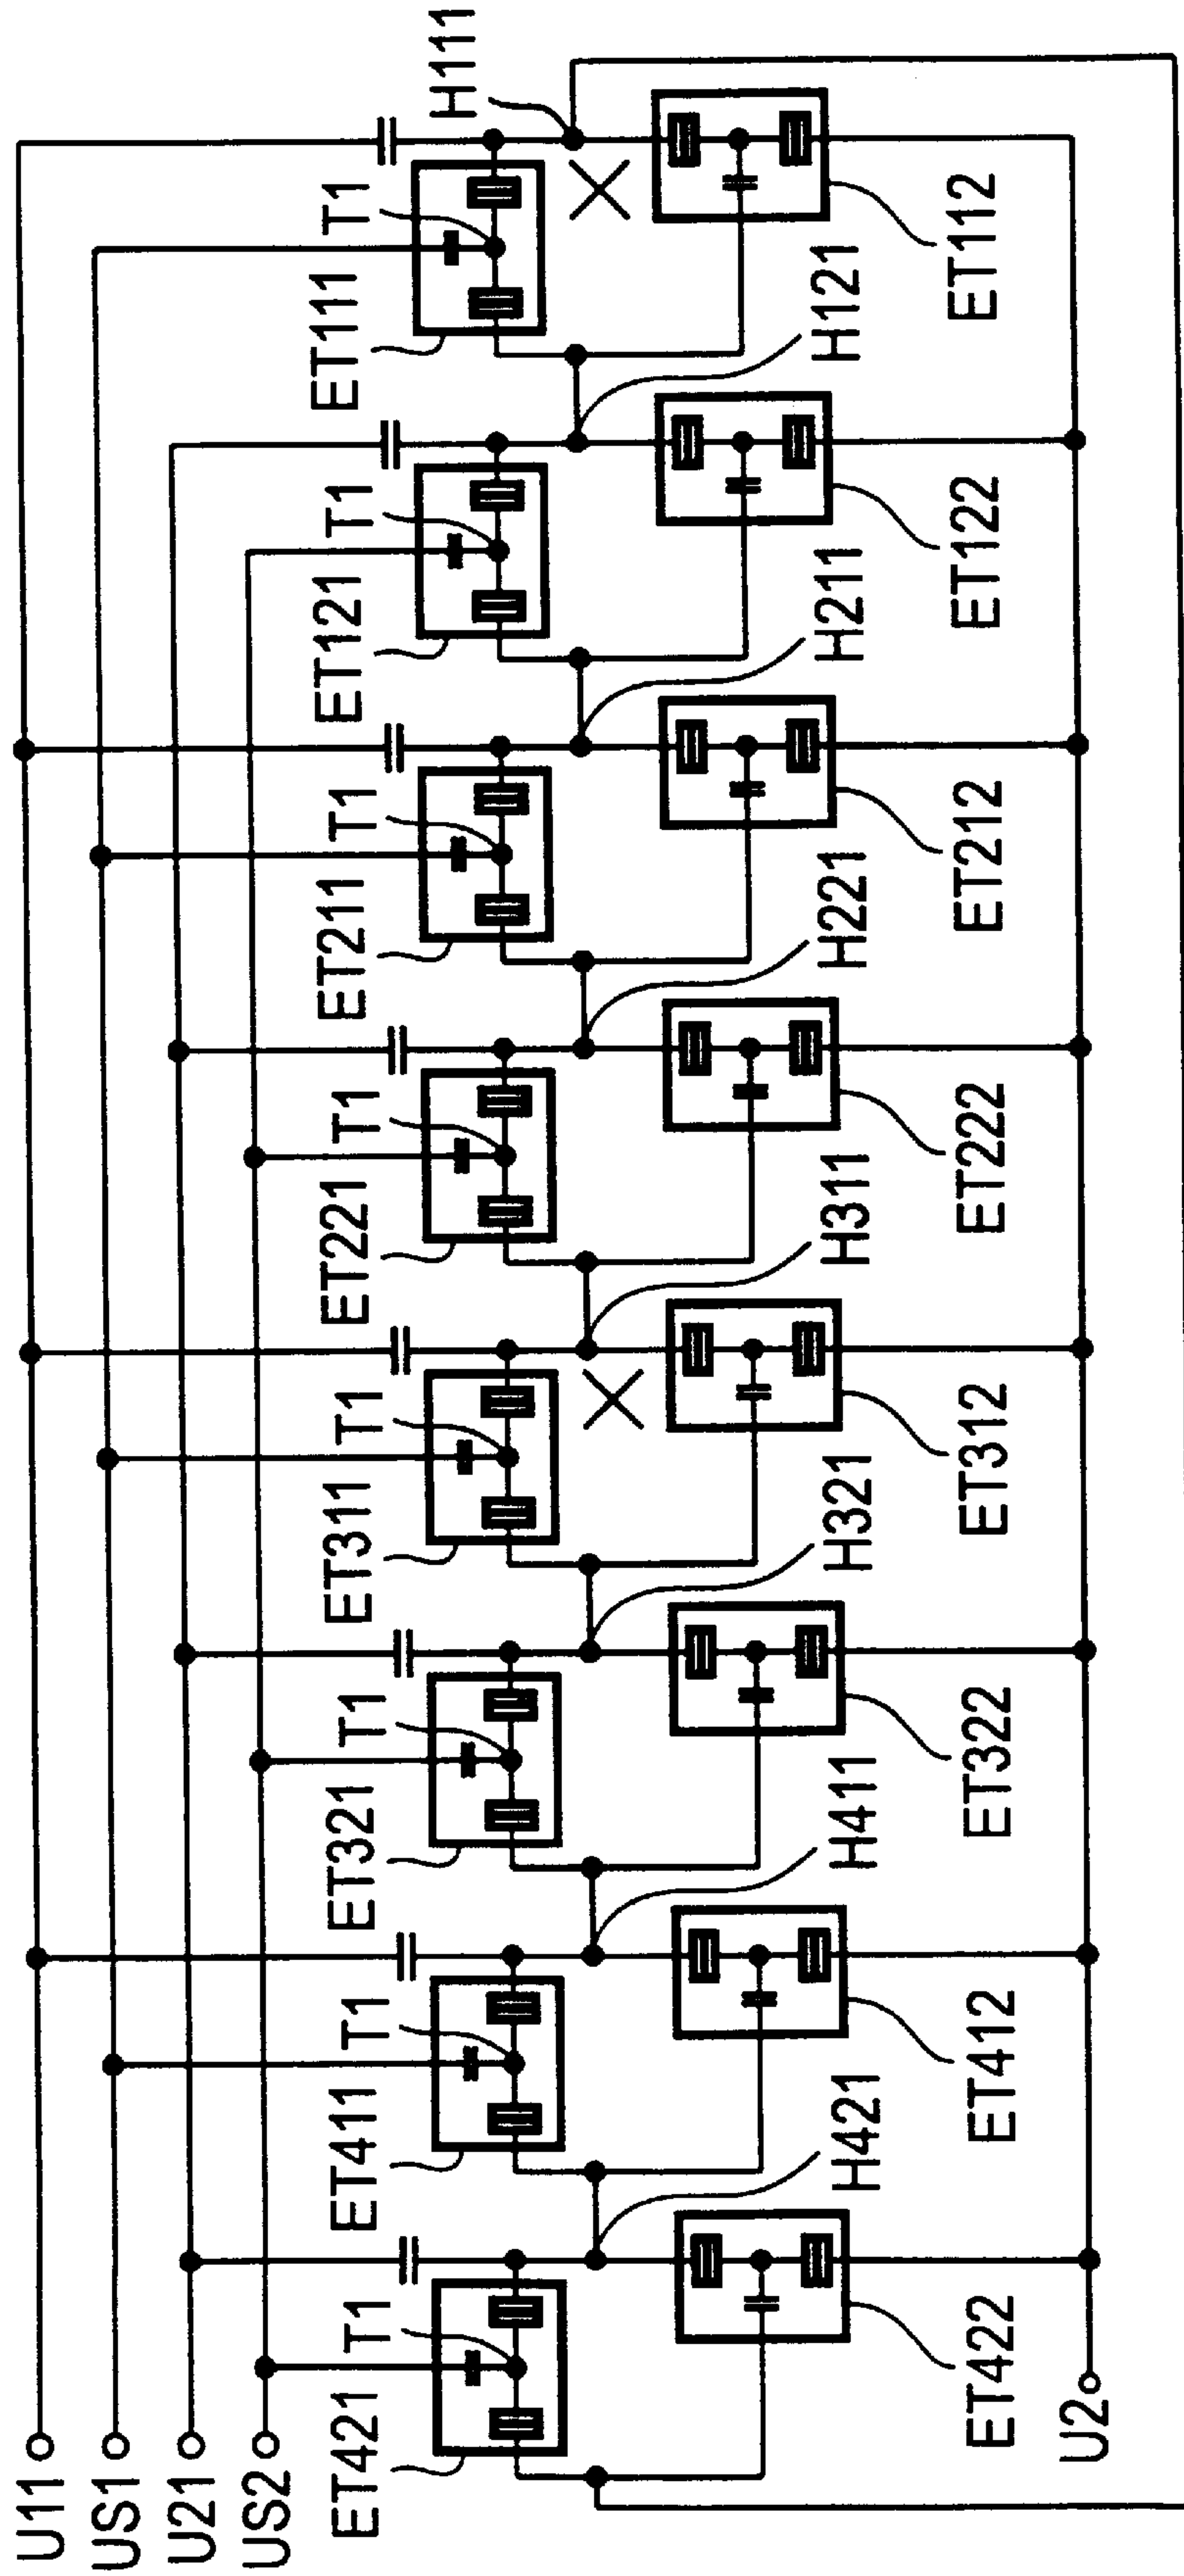 U11
US1
U21
US2
ET421
T1
ET411
T1
ET321
T1
ET311
T1
ET221
T1
ET211
T1
ET121
T1
ET111
T1
H111
H421
H411
H321
H311
H221
H211
H121
ET422
ET412
ET322
ET312
ET222
ET212
ET122
ET112
U2